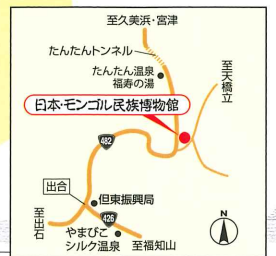 至久美浜・宮津
たんたんトンネル
たんたん温泉
福寿の湯
至天橋立
日本・モンゴル民族博物館
482
出合
但東振興局
至出石
426
やまびこ
シルク温泉
至福知山
N